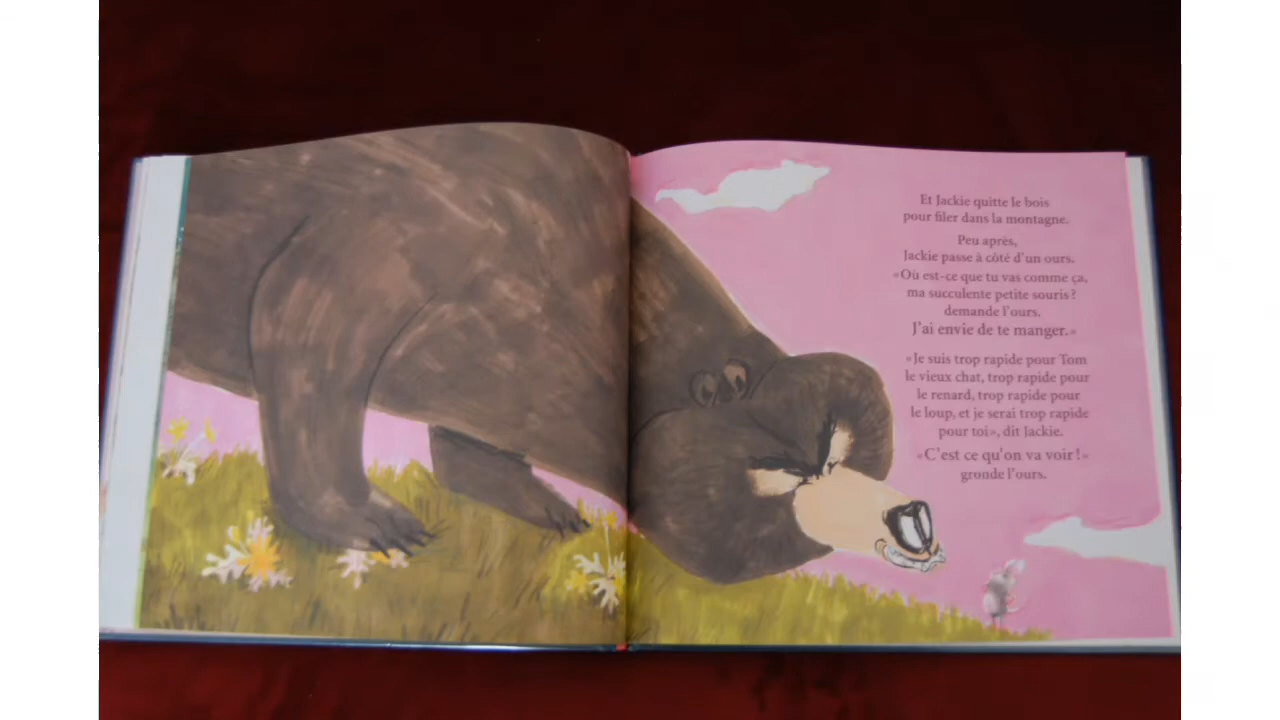 Et Jackie quitte le bois
pour filer dans la montagne.
Peu après,
Jackie passe à côté d'un ours.
«Où est-ce que tu vas comme ça,
ma succulente petite souris?
demande l'ours.
J'ai envie de te manger.»
«Je suis trop rapide pour Tom
le vieux chat, trop rapide pour
le renard, trop rapide pour
le loup, et je serai trop rapide
pour toi», dit Jackie.
«C'est ce qu'on va voir!»
gronde l'ours.